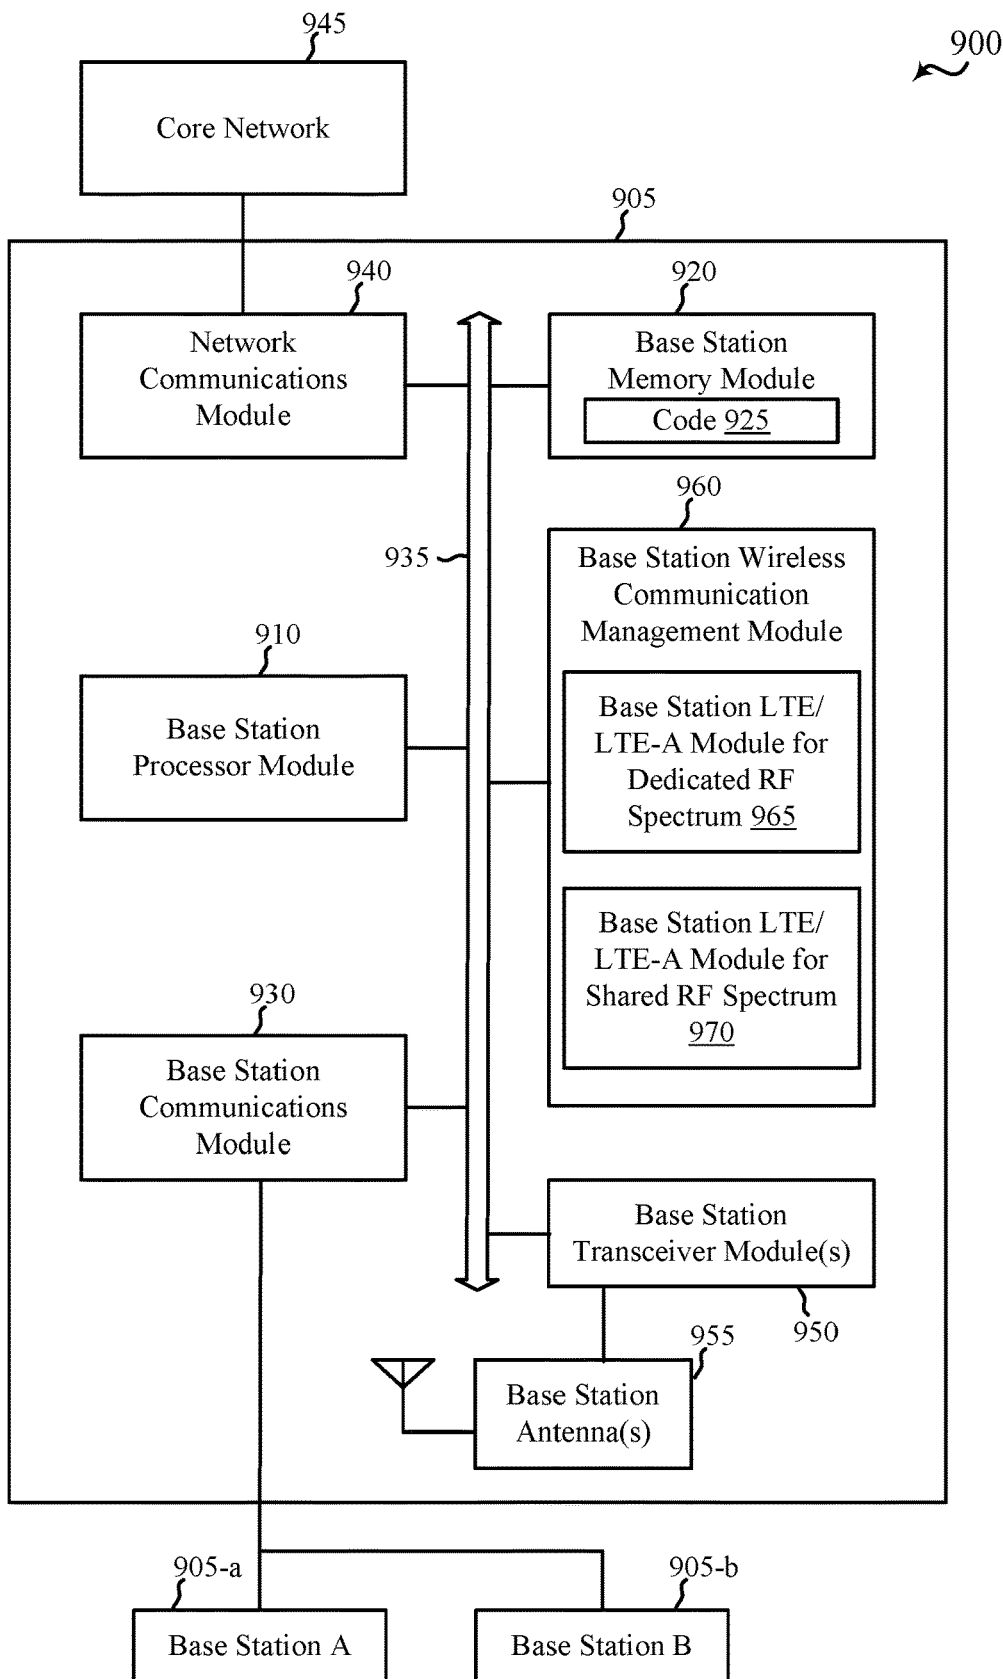 945
900
Core Network
905
940
920
Network
Communications
Module
Base Station
Memory Module
Code 925
960
935
Base Station Wireless
Communication
Management Module
910
Base Station
Processor Module
Base Station LTE/
LTE-A Module for
Dedicated RF
Spectrum 965
Base Station LTE/
LTE-A Module for
Shared RF Spectrum
970
930
Base Station
Communications
Module
Base Station
Transceiver Module(s)
950
955
Base Station
Antenna(s)
905-a
905-b
Base Station A
Base Station B